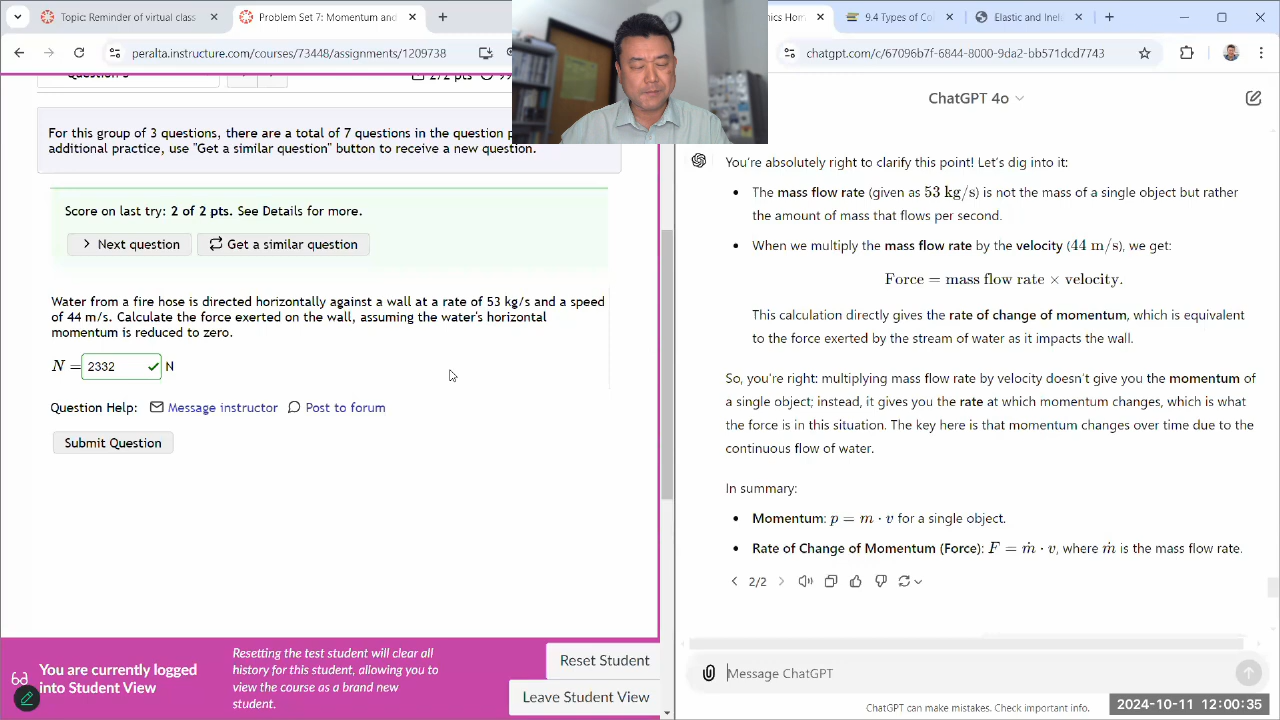 Topic Reminder of virtual class
Problem Set 7: Momentum and
9.4 Types of Col
Elastic and Inel
peralta.instructure.com/courses/73448/assignments/1209738
chatgpt.com/c/67096b7f-6844-8000-9da2-bb571dcd7743
ChatGPT 4o
For this group of 3 questions, there are a total of 7 questions in the question
additional practice, use "Get a similar question" button to receive a new question.
Score on last try: 2 of 2 pts. See Details for more.
Next question
Get a similar question
Water from a fire hose is directed horizontally against a wall at a rate of 53 kg/s and a speed
of 44 m/s. Calculate the force exerted on the wall, assuming the water's horizontal
momentum is reduced to zero.
N = 2332 N
Question Help: Message instructor Post to forum
Submit Question
You are currently logged
into Student View
Resetting the test student will clear all
history for this student, allowing you to
view the course as a brand new
student.
Reset Student
Leave Student View
You're absolutely right to clarify this point! Let's dig into it:
• The mass flow rate (given as 53 kg/s) is not the mass of a single object but rather
the amount of mass that flows per second.
• When we multiply the mass flow rate by the velocity (44 m/s), we get:
Force = mass flow rate × velocity.
This calculation directly gives the rate of change of momentum, which is equivalent
to the force exerted by the stream of water as it impacts the wall.
So, you're right: multiplying mass flow rate by velocity doesn't give you the momentum of
a single object; instead, it gives you the rate at which momentum changes, which is what
the force is in this situation. The key here is that momentum changes over time due to the
continuous flow of water.
In summary:
• Momentum: p = m · v for a single object.
• Rate of Change of Momentum (Force): F = ṁ · v, where ṁ is the mass flow rate.
2/2
Message ChatGPT
ChatGPT can make mistakes. Check important info.
2024-10-11 12:00:35